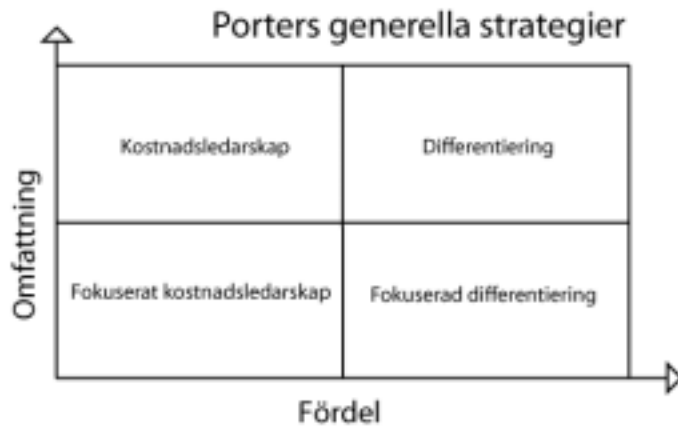 Porters generella strategier
Omfattning
Kostnadsledarskap
Differentiering
Fokuserat kostnadsledarskap
Fokuserad differentiering
Fördel